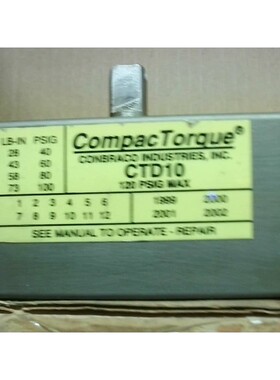 LB-IN PSIG CompacTorque®
28 40 CONBRACO INDUSTRIES, INC.
43 60 CTD10
58 80 120 PSIG MAX
73 100
1 2 3 4 5 6 1999 2000
7 8 9 10 11 12 2001 2002
SEE MANUAL TO OPERATE - REPAIR